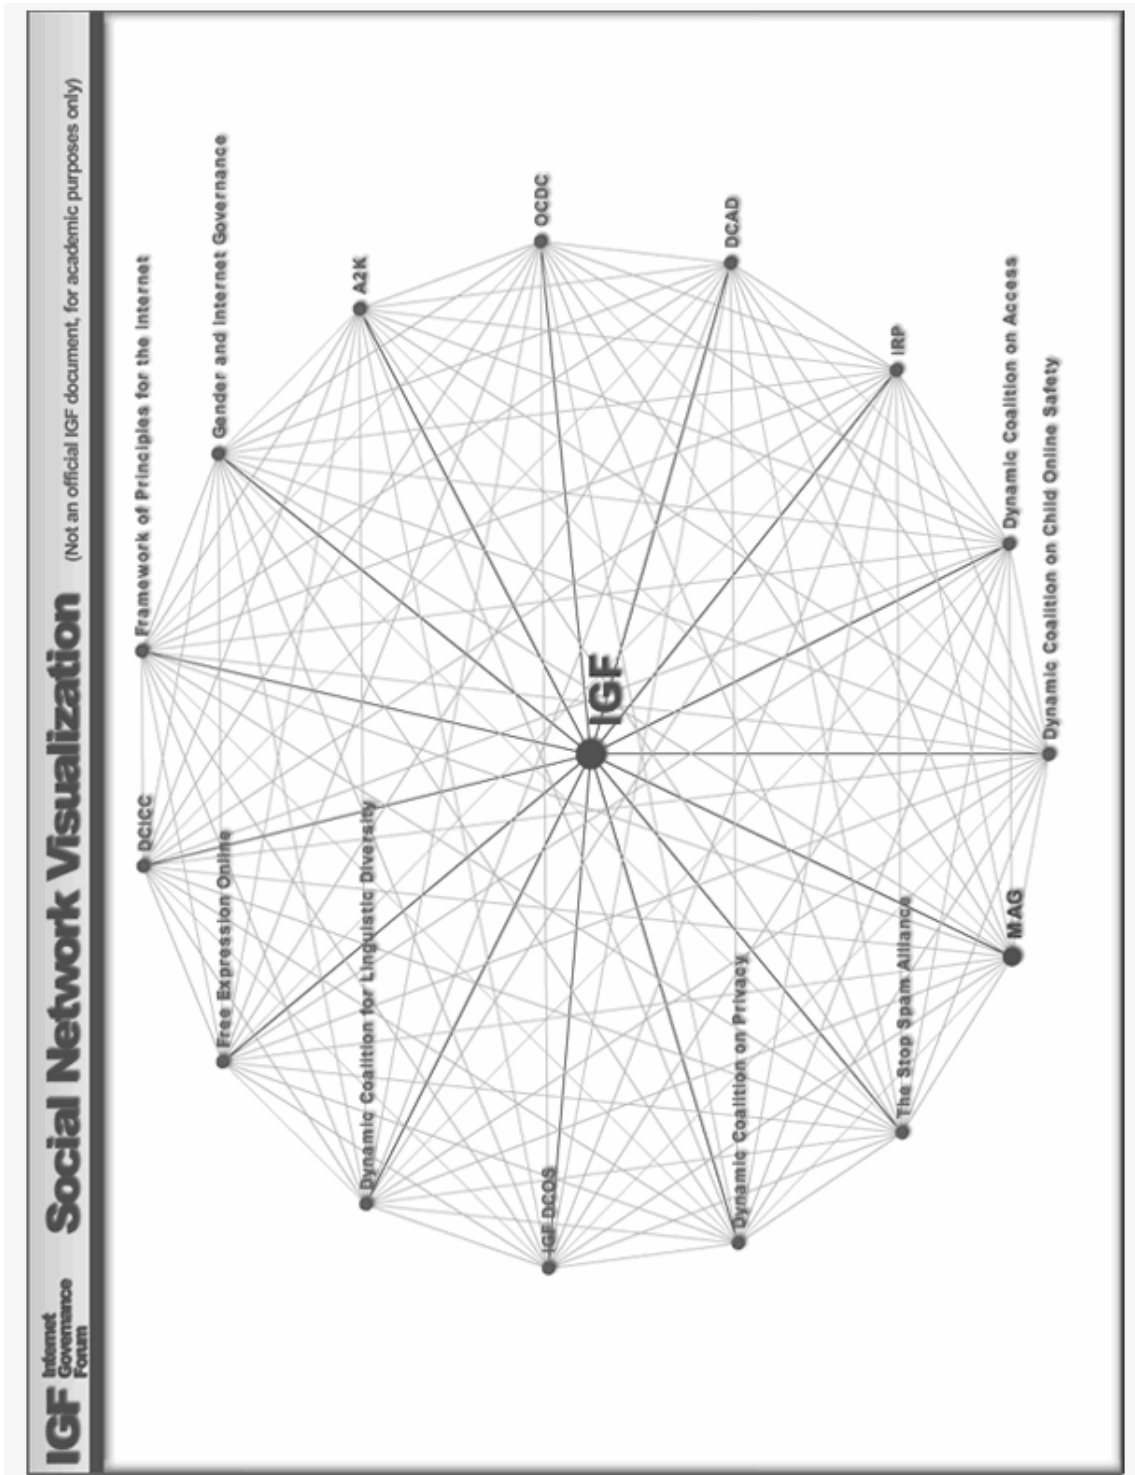 IGF
Internet
Governance
Forum
Social Network Visualization
(Not an official IGF document, for academic purposes only)
DCICC
Framework of Principles for the Internet
Free Expression Online
Gender and Internet Governance
Dynamic Coalition for Linguistic Diversity
A2K
IGF DCOS
OCDC
IGF
Dynamic Coalition on Privacy
DCAD
The Stop Spam Alliance
IRP
MAG
Dynamic Coalition on Access
Dynamic Coalition on Child Online Safety